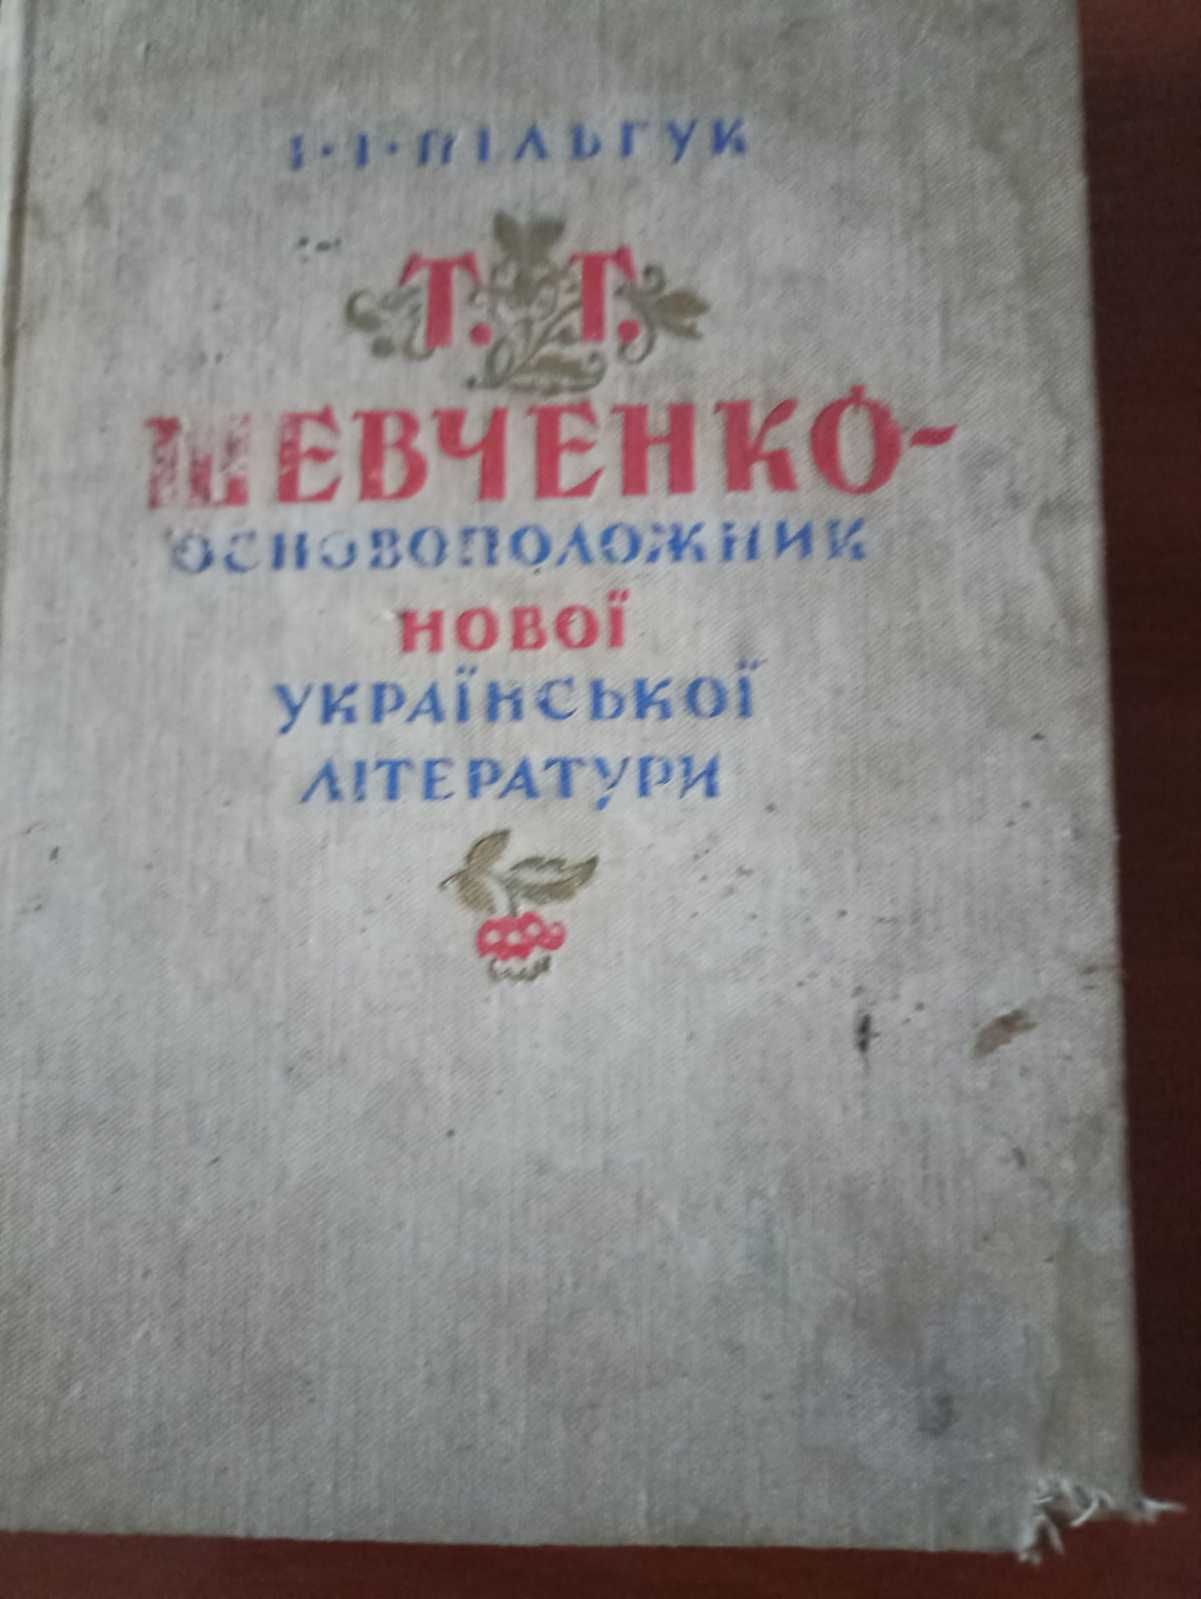 І·І·ПІЛЬГУК
Т. Г.
ШЕВЧЕНКО-
ОСНОВОПОЛОЖНИК
НОВОЇ
УКРАЇНСЬКОЇ
ЛІТЕРАТУРИ